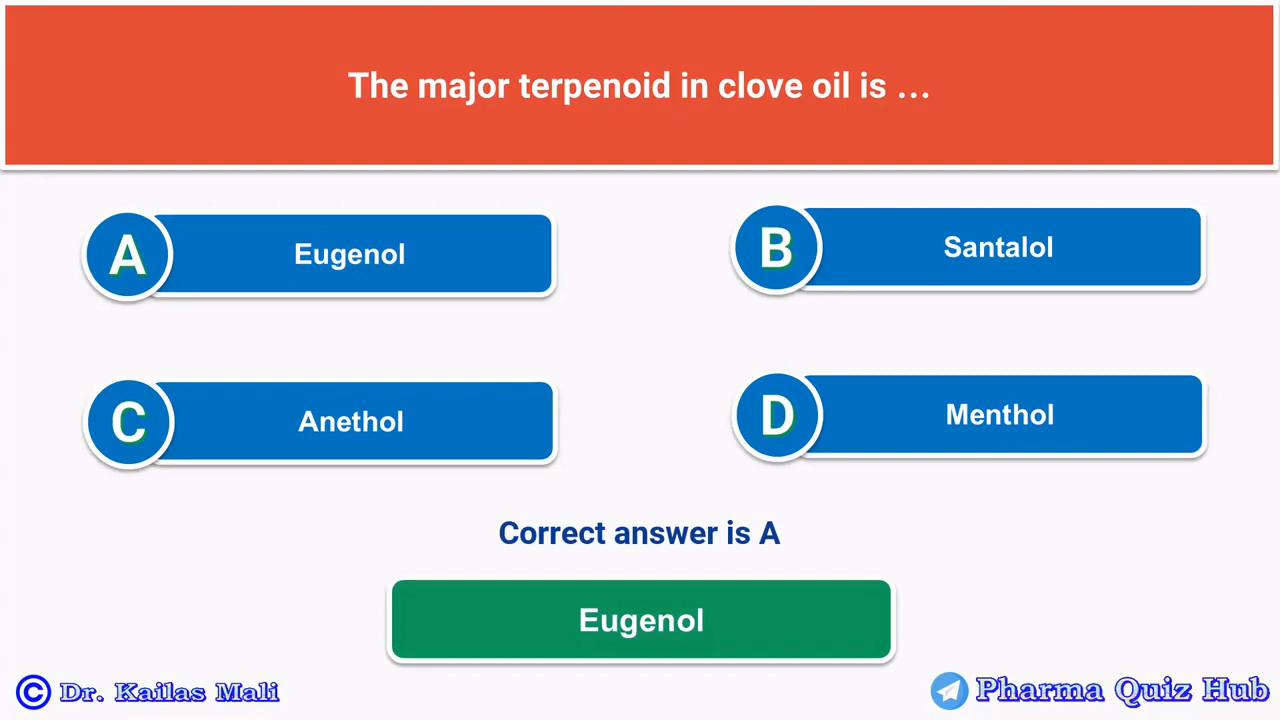 The major terpenoid in clove oil is ...
A Eugenol
B Santalol
C Anethol
D Menthol
Correct answer is A
Eugenol
© Dr. Kailas Mali
Pharma Quiz Hub